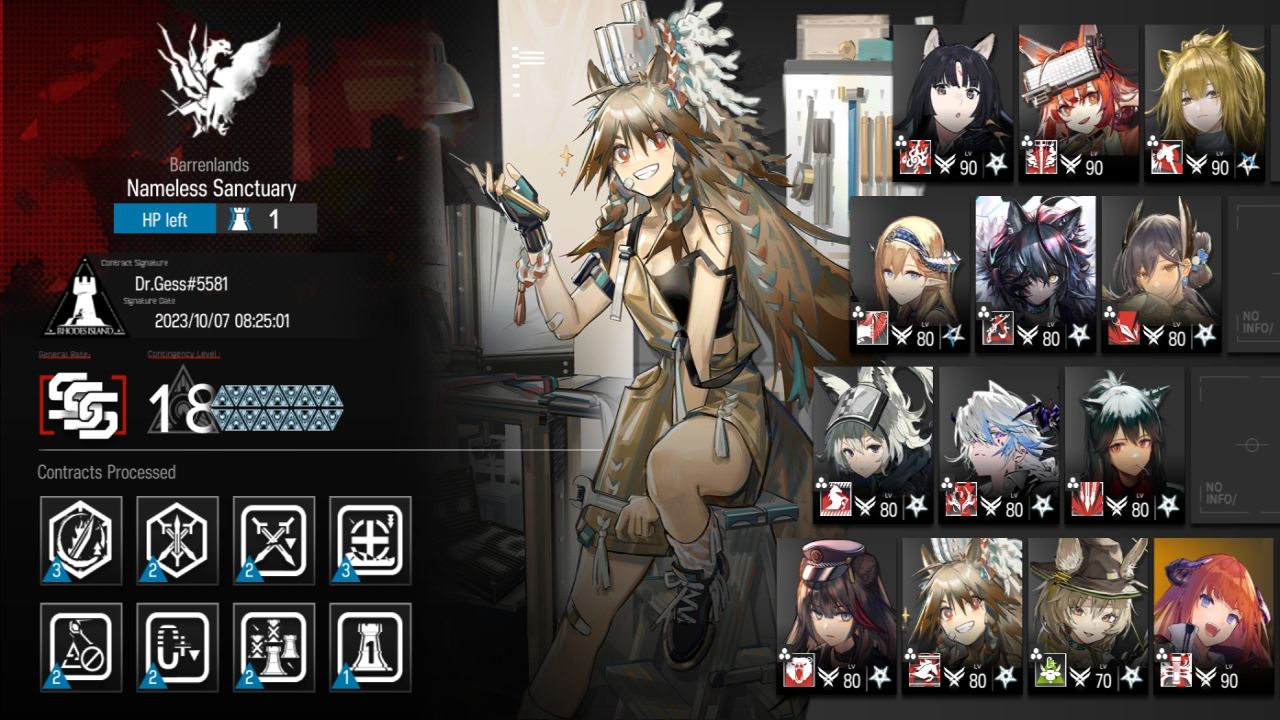 Barrenlands
Nameless Sanctuary
HP left 1
Contract Signature
Dr.Gess#5581
Signature Date
2023/10/07 08:25:01
RHODES ISLAND
General Rate:
Contingency Level:
18
Contracts Processed
3 2 2 3
2 2 2 1
1
LV 90 LV 90 LV 90
LV 80 LV 80 LV 80
NO INFO/
LV 80 LV 80 LV 80
NO INFO/
LV 80 LV 80 LV 70 LV 90